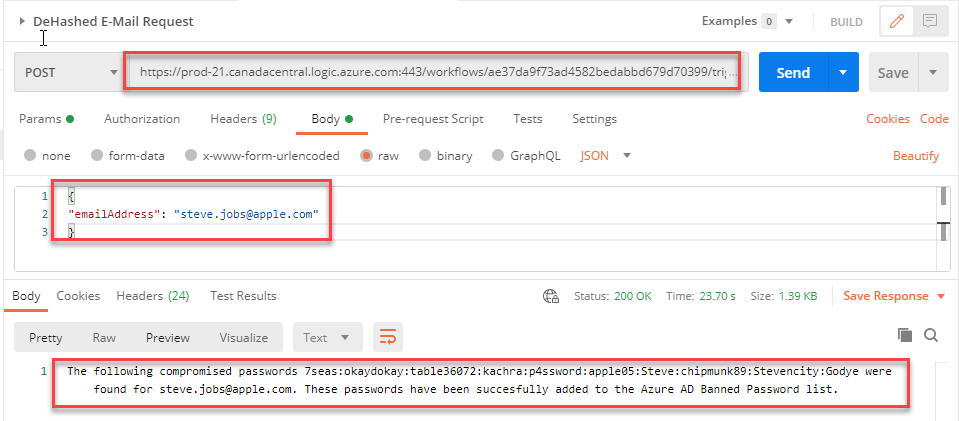 DeHashed E-Mail Request Examples 0 BUILD
POST https://prod-21.canadacentral.logic.azure.com:443/workflows/ae37da9f73ad4582bedabbd679d70399/trig... Send Save
Params Authorization Headers (9) Body Pre-request Script Tests Settings Cookies Code
none form-data x-www-form-urlencoded raw binary GraphQL JSON Beautify
1 {
2 "emailAddress": "steve.jobs@apple.com"
3 }
Body Cookies Headers (24) Test Results Status: 200 OK Time: 23.70 s Size: 1.39 KB Save Response
Pretty Raw Preview Visualize Text
1 The following compromised passwords 7seas:okaydokay:table36072:kachra:p4ssword:apple05:Steve:chipmunk89:Stevencity:Godye were
found for steve.jobs@apple.com. These passwords have been succesfully added to the Azure AD Banned Password list.